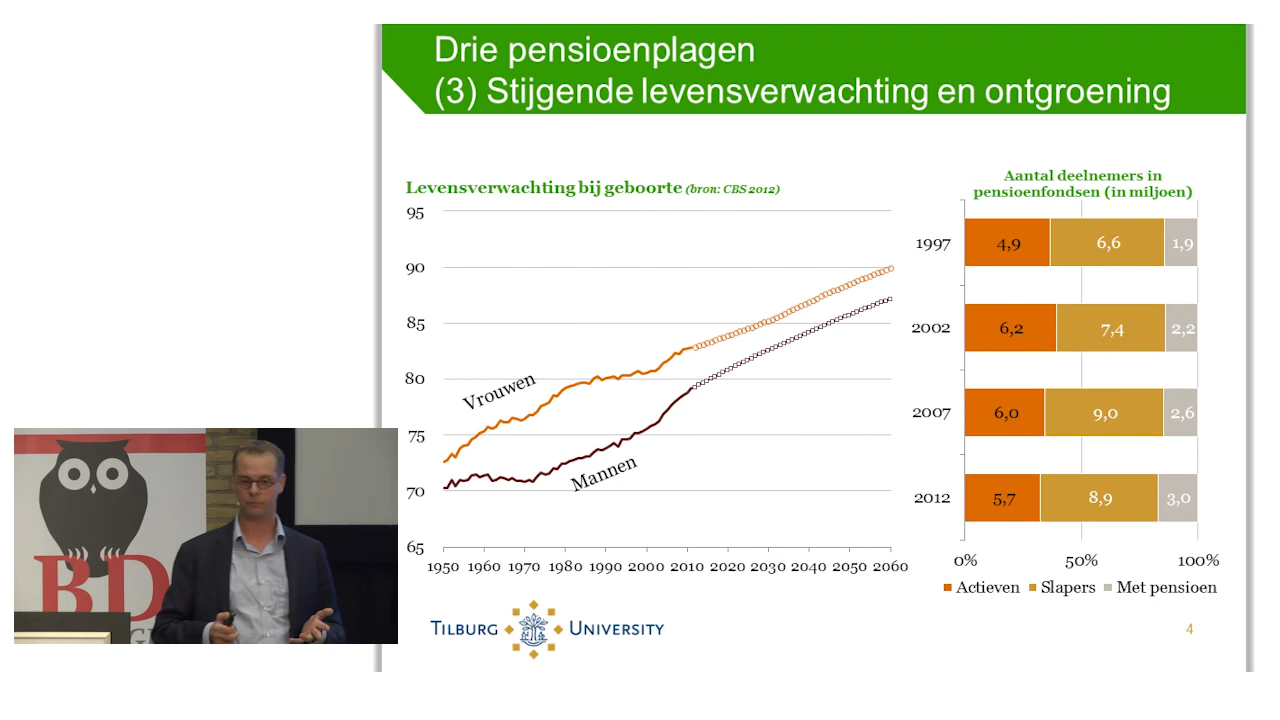 Drie pensioenplagen
(3) Stijgende levensverwachting en ontgroening
Levensverwachting bij geboorte (bron: CBS 2012)
95
90
85
80
75
70
65
1950 1960 1970 1980 1990 2000 2010 2020 2030 2040 2050 2060
Vrouwen
Mannen
Aantal deelnemers in
pensioenfondsen (in miljoen)
1997 4,9 6,6 1,9
2002 6,2 7,4 2,2
2007 6,0 9,0 2,6
2012 5,7 8,9 3,0
0% 50% 100%
Actieven Slapers Met pensioen
TILBURG UNIVERSITY
4
BD